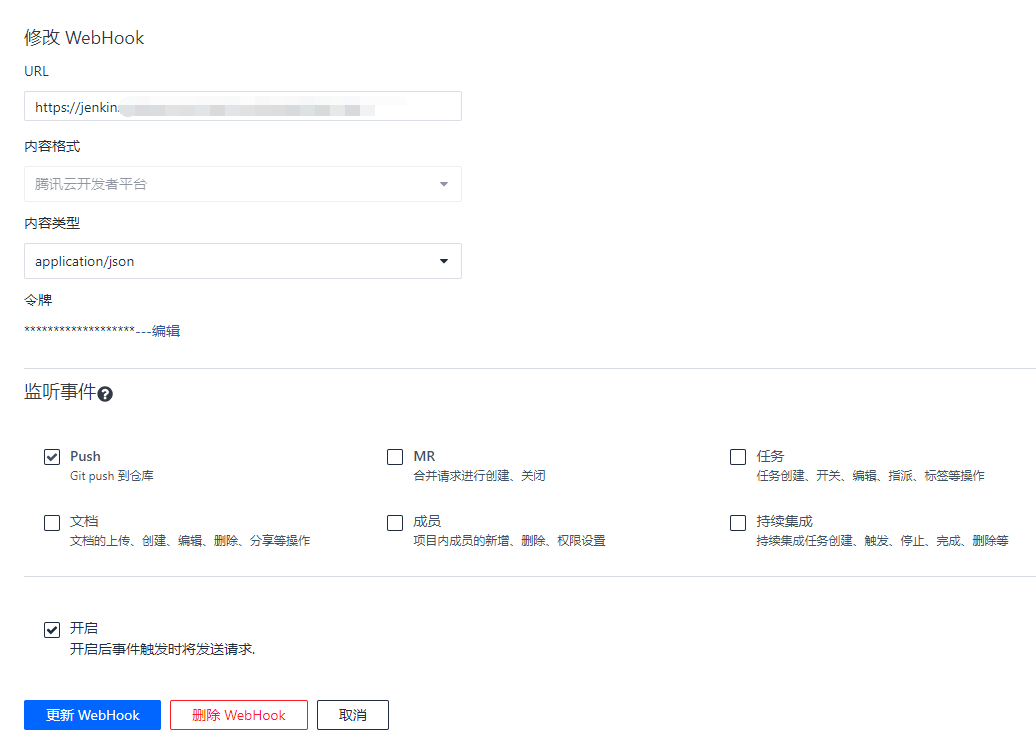 修改 WebHook
URL
https://jenkin
内容格式
腾讯云开发者平台
内容类型
application/json
令牌
*******************---编辑
监听事件?
Push
Git push 到仓库
MR
合并请求进行创建、关闭
任务
任务创建、开关、编辑、指派、标签等操作
文档
文档的上传、创建、编辑、删除、分享等操作
成员
项目内成员的新增、删除、权限设置
持续集成
持续集成任务创建、触发、停止、完成、删除等
开启
开启后事件触发时将发送请求.
更新 WebHook
删除 WebHook
取消